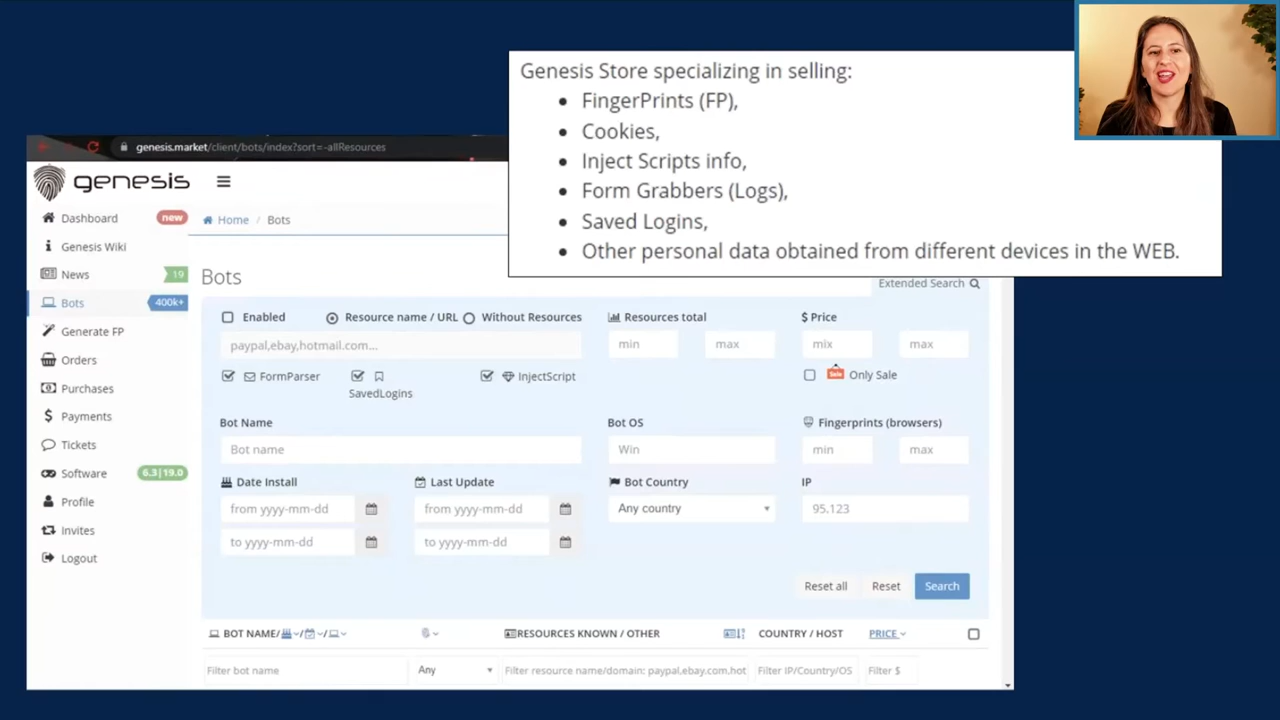 Genesis Store specializing in selling:
• FingerPrints (FP),
• Cookies,
• Inject Scripts info,
• Form Grabbers (Logs),
• Saved Logins,
• Other personal data obtained from different devices in the WEB.
genesis.market/client/bots/index?sort=-allResources
genesis
Dashboard new
Genesis Wiki
News 19
Bots 400k+
Generate FP
Orders
Purchases
Payments
Tickets
Software 6.3|19.0
Profile
Invites
Logout
Home / Bots
Bots
Extended Search
Enabled Resource name / URL Without Resources Resources total $ Price
paypal,ebay,hotmail.com... min max mix max
FormParser SavedLogins InjectScript Sale Only Sale
Bot Name Bot OS Fingerprints (browsers)
Bot name Win min max
Date Install Last Update Bot Country IP
from yyyy-mm-dd from yyyy-mm-dd Any country 95.123
to yyyy-mm-dd to yyyy-mm-dd
Reset all Reset Search
BOT NAME/ / / RESOURCES KNOWN / OTHER COUNTRY / HOST PRICE
Filter bot name Any Filter resource name/domain: paypal,ebay.com,hot Filter IP/Country/OS Filter $